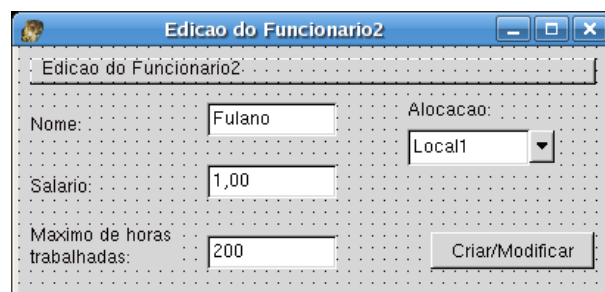 Edicao do Funcionario2
Edicao do Funcionario2
Nome:
Fulano
Alocacao:
Local1
Salario:
1,00
Maximo de horas
trabalhadas:
200
Criar/Modificar